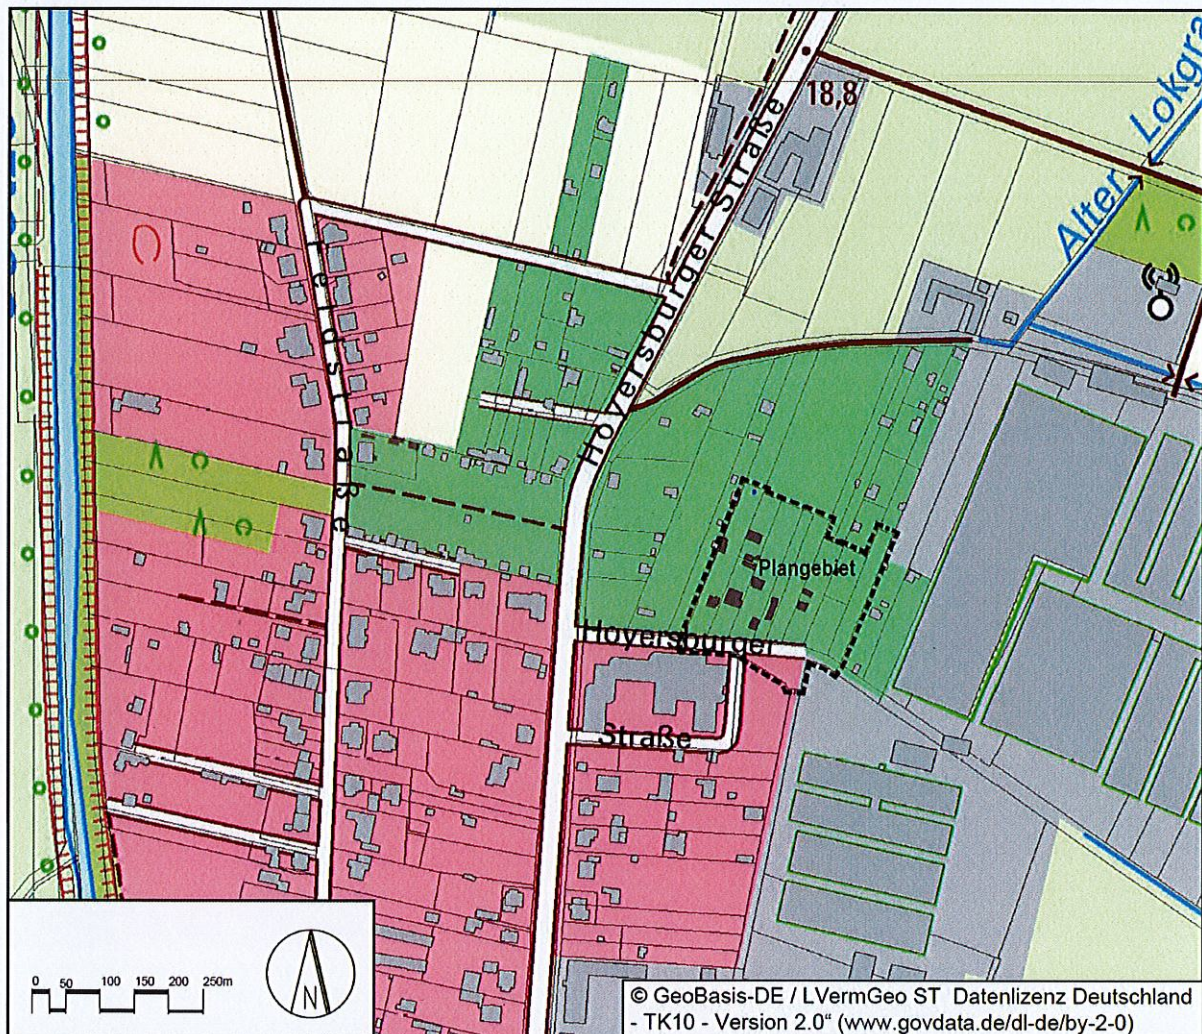 18,8
Lokgra
Alter
Hoyersburger Straße
Feldstraße
Plangebiet
Hoyersburger
Straße
0 50 100 150 200 250m
N
© GeoBasis-DE / LVermGeo ST Datenlizenz Deutschland
- TK10 - Version 2.0“ (www.govdata.de/dl-de/by-2-0)